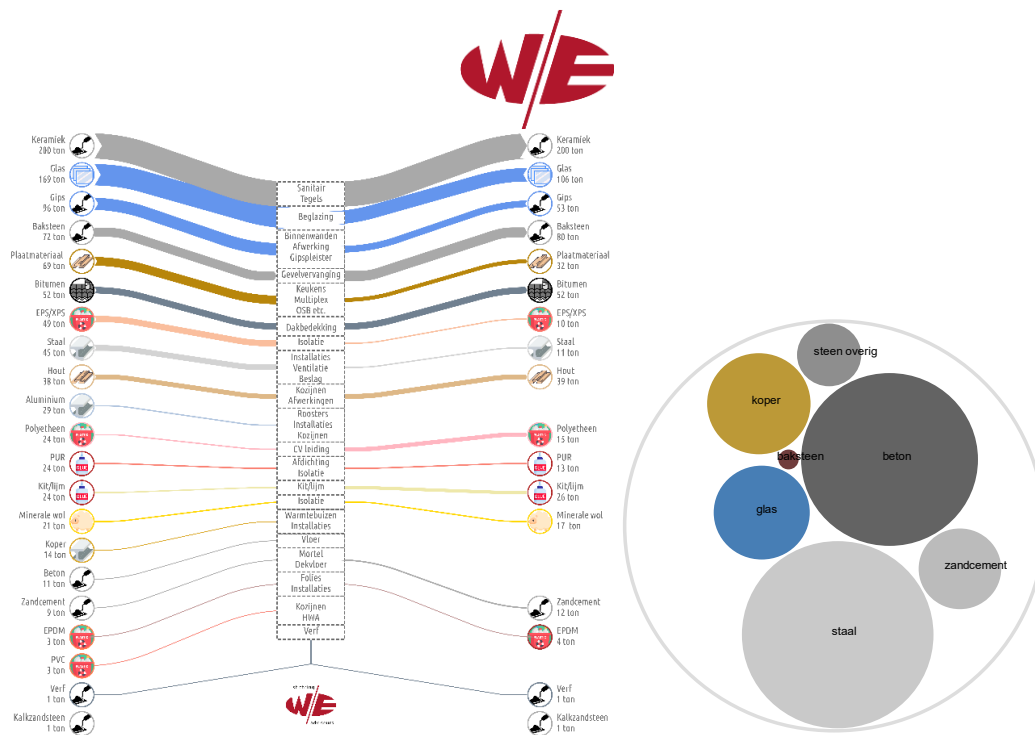 W/E
Keramiek
200 ton
Glas
169 ton
Gips
96 ton
Baksteen
72 ton
Plaatmateriaal
69 ton
Bitumen
52 ton
EPS/XPS
49 ton
Staal
45 ton
Hout
38 ton
Aluminium
29 ton
Polyetheen
24 ton
PUR
24 ton
Kit/lijm
24 ton
Minerale wol
21 ton
Koper
14 ton
Beton
11 ton
Zandcement
9 ton
EPDM
3 ton
PVC
3 ton
Verf
1 ton
Kalkzandsteen
1 ton
Sanitair
Tegels
Beglazing
Binnenwanden
Afwerking
Gipspleister
Gevelvervanging
Keukens
Multiplex
OSB etc.
Dakbedekking
Isolatie
Installaties
Ventilatie
Beslag
Kozijnen
Afwerkingen
Roosters
Installaties
Kozijnen
CV leiding
Afdichting
Isolatie
Kit/lijm
Isolatie
Warmtebuizen
Installaties
Vloer
Mortel
Dekvloer
Folies
Installaties
Kozijnen
HWA
Verf
W/E
Keramiek
200 ton
Glas
106 ton
Gips
53 ton
Baksteen
80 ton
Plaatmateriaal
32 ton
Bitumen
52 ton
EPS/XPS
10 ton
Staal
11 ton
Hout
39 ton
Polyetheen
15 ton
PUR
13 ton
Kit/lijm
26 ton
Minerale wol
17 ton
Zandcement
12 ton
EPDM
4 ton
Verf
1 ton
Kalkzandsteen
1 ton
steen overig
koper
baksteen
beton
glas
zandcement
staal